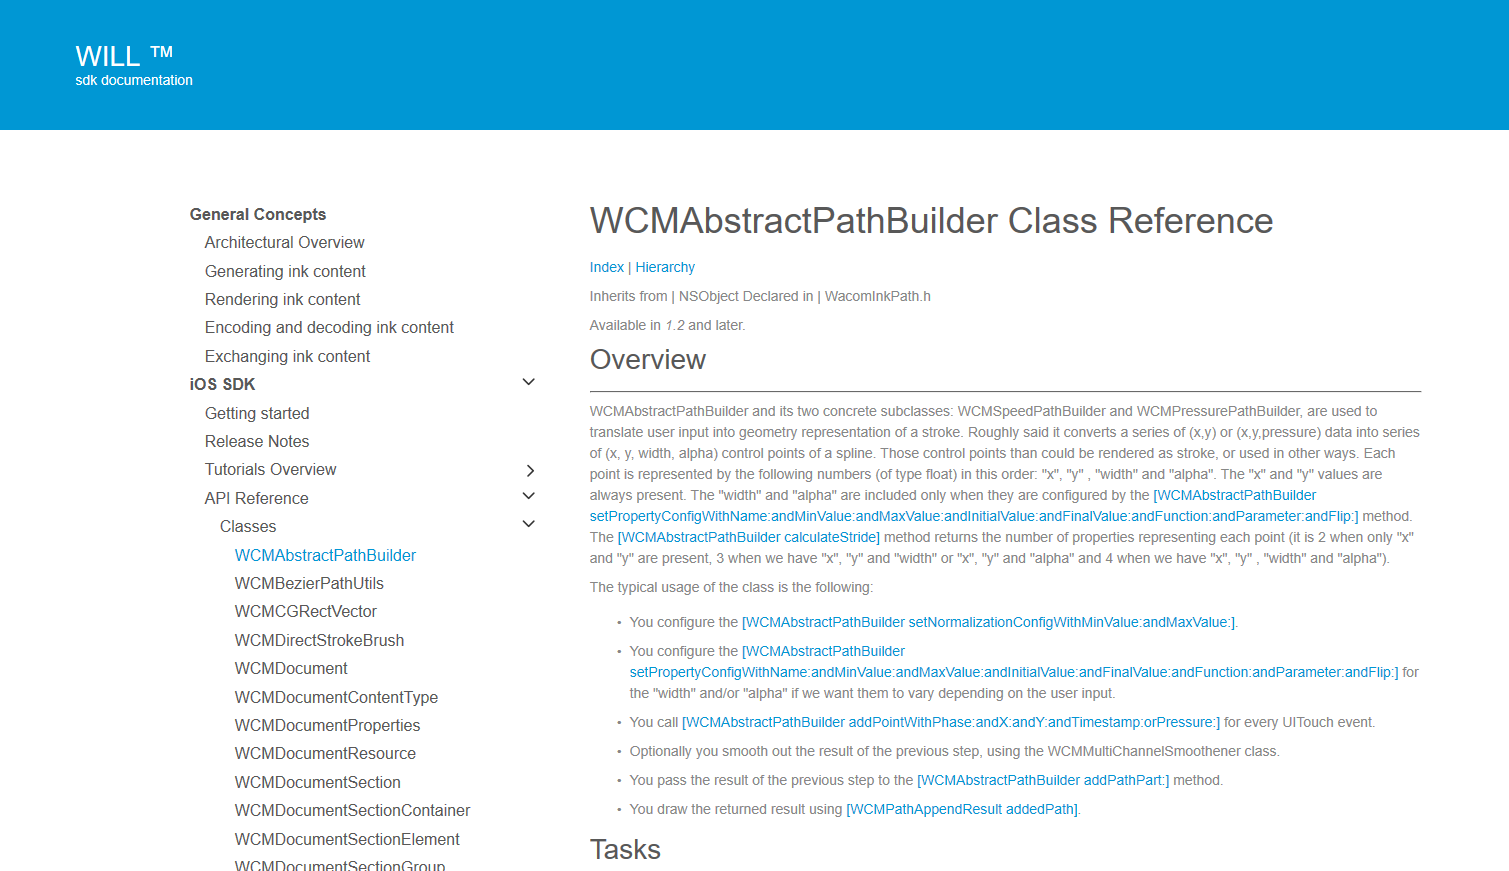 WILL ™
sdk documentation
General Concepts
Architectural Overview
Generating ink content
Rendering ink content
Encoding and decoding ink content
Exchanging ink content
iOS SDK
Getting started
Release Notes
Tutorials Overview
API Reference
Classes
WCMAbstractPathBuilder
WCMBezierPathUtils
WCMCGRectVector
WCMDirectStrokeBrush
WCMDocument
WCMDocumentContentType
WCMDocumentProperties
WCMDocumentResource
WCMDocumentSection
WCMDocumentSectionContainer
WCMDocumentSectionElement
WCMDocumentSectionGroup
WCMAbstractPathBuilder Class Reference
Index | Hierarchy
Inherits from | NSObject Declared in | WacomInkPath.h
Available in 1.2 and later.
Overview
WCMAbstractPathBuilder and its two concrete subclasses: WCMSpeedPathBuilder and WCMPressurePathBuilder, are used to
translate user input into geometry representation of a stroke. Roughly said it converts a series of (x,y) or (x,y,pressure) data into series
of (x, y, width, alpha) control points of a spline. Those control points than could be rendered as stroke, or used in other ways. Each
point is represented by the following numbers (of type float) in this order: "x", "y" , "width" and "alpha". The "x" and "y" values are
always present. The "width" and "alpha" are included only when they are configured by the [WCMAbstractPathBuilder
setPropertyConfigWithName:andMinValue:andMaxValue:andInitialValue:andFinalValue:andFunction:andParameter:andFlip:] method.
The [WCMAbstractPathBuilder calculateStride] method returns the number of properties representing each point (it is 2 when only "x"
and "y" are present, 3 when we have "x", "y" and "width" or "x", "y" and "alpha" and 4 when we have "x", "y" , "width" and "alpha").
The typical usage of the class is the following:
• You configure the [WCMAbstractPathBuilder setNormalizationConfigWithMinValue:andMaxValue:].
• You configure the [WCMAbstractPathBuilder
setPropertyConfigWithName:andMinValue:andMaxValue:andInitialValue:andFinalValue:andFunction:andParameter:andFlip:] for
the "width" and/or "alpha" if we want them to vary depending on the user input.
• You call [WCMAbstractPathBuilder addPointWithPhase:andX:andY:andTimestamp:orPressure:] for every UITouch event.
• Optionally you smooth out the result of the previous step, using the WCMMultiChannelSmoothener class.
• You pass the result of the previous step to the [WCMAbstractPathBuilder addPathPart:] method.
• You draw the returned result using [WCMPathAppendResult addedPath].
Tasks